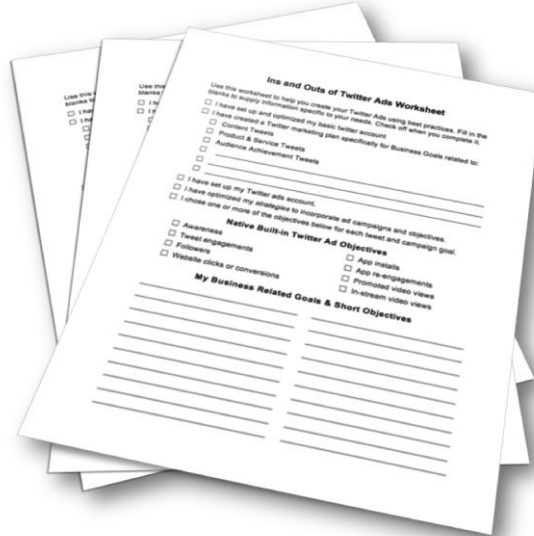 Ins and Outs of Twitter Ads Worksheet
Use this worksheet to help you create your Twitter Ads using best practices. Fill in the
blanks to supply information specific to your needs. Check off when you complete it.
I have set up and optimized my basic twitter account
I have created a Twitter marketing plan specifically for Business Goals related to:
Content Tweets
Product & Service Tweets
Audience Achievement Tweets
I have set up my Twitter ads account.
I have optimized my strategies to incorporate ad campaigns and objectives.
I chose one or more of the objectives below for each tweet and campaign goal.
Native Built-in Twitter Ad Objectives
Awareness
Tweet engagements
Followers
Website clicks or conversions
App installs
App re-engagements
Promoted video views
In-stream video views
My Business Related Goals & Short Objectives
Use this
blanks to
I ha
Use this
blanks to
I ha